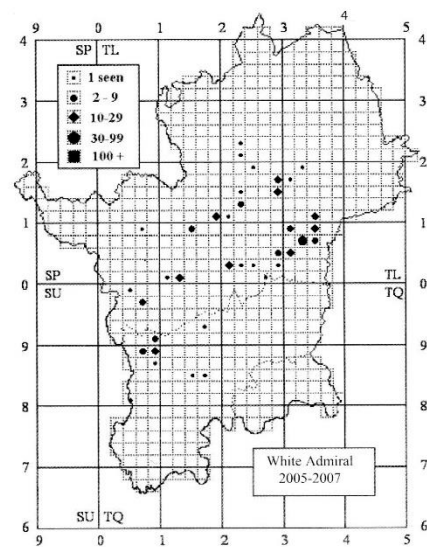 9 0 1 2 3 4 5
SP TL
4 4
1 seen
2 - 9
10-29
30-99
100 +
3 3
2 2
1 1
SP TL
0 0
SU TQ
9 9
8 8
White Admiral
2005-2007
7 7
6 6
SU TQ
9 0 1 2 3 4 5